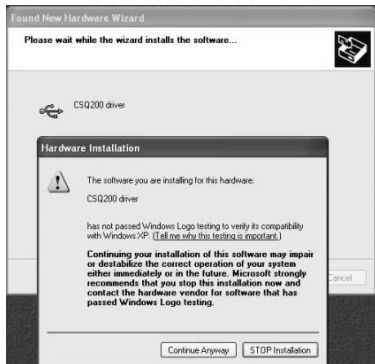 Found New Hardware Wizard
Please wait while the wizard installs the software...
CSQ200 driver
Hardware Installation
The software you are installing for this hardware:
CSQ200 driver
has not passed Windows Logo testing to verify its compatibility
with Windows XP. (Tell me why this testing is important.)
Continuing your installation of this software may impair
or destabilize the correct operation of your system
either immediately or in the future. Microsoft strongly
recommends that you stop this installation now and
contact the hardware vendor for software that has
passed Windows Logo testing.
Cancel
Continue Anyway STOP Installation